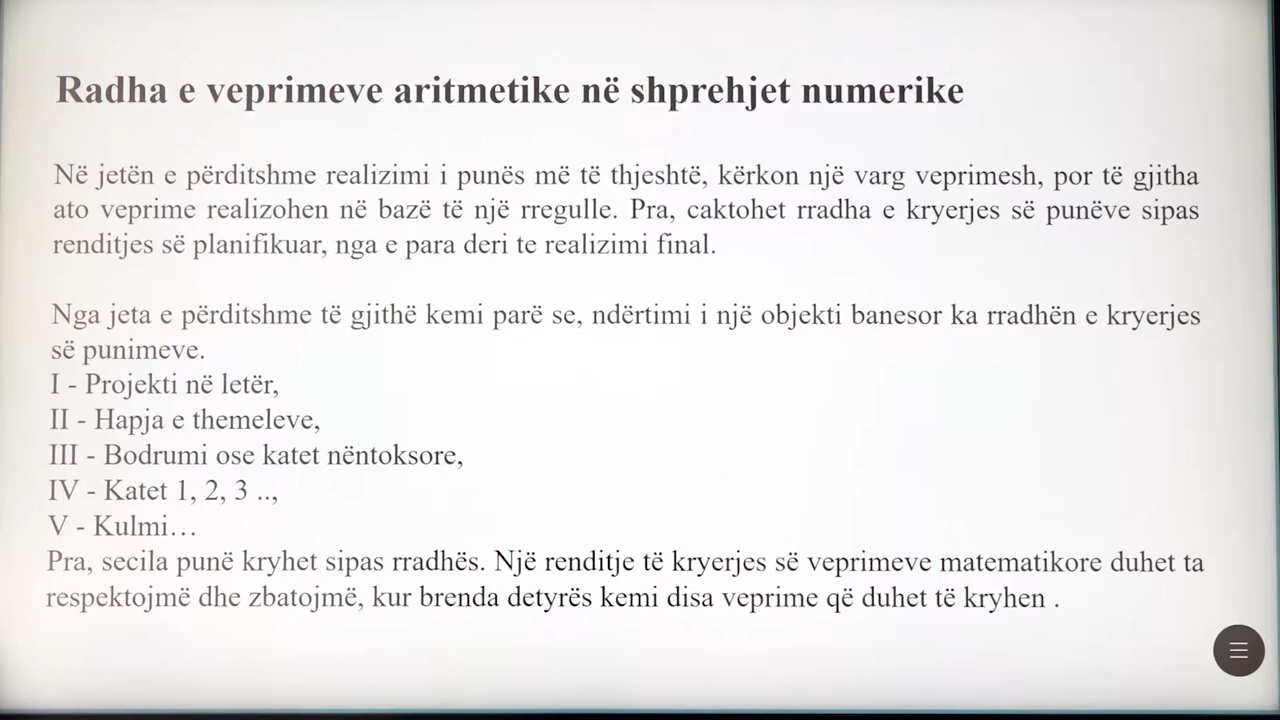 Radha e veprimeve aritmetike në shprehjet numerike
Në jetën e përditshme realizimi i punës më të thjeshtë, kërkon një varg veprimesh, por të gjitha
ato veprime realizohen në bazë të një rregulle. Pra, caktohet rradha e kryerjes së punëve sipas
renditjes së planifikuar, nga e para deri te realizimi final.
Nga jeta e përditshme të gjithë kemi parë se, ndërtimi i një objekti banesor ka rradhën e kryerjes
së punimeve.
I - Projekti në letër,
II - Hapja e themeleve,
III - Bodrumi ose katet nëntoksore,
IV - Katet 1, 2, 3 ..,
V - Kulmi…
Pra, secila punë kryhet sipas rradhës. Një renditje të kryerjes së veprimeve matematikore duhet ta
respektojmë dhe zbatojmë, kur brenda detyrës kemi disa veprime që duhet të kryhen .